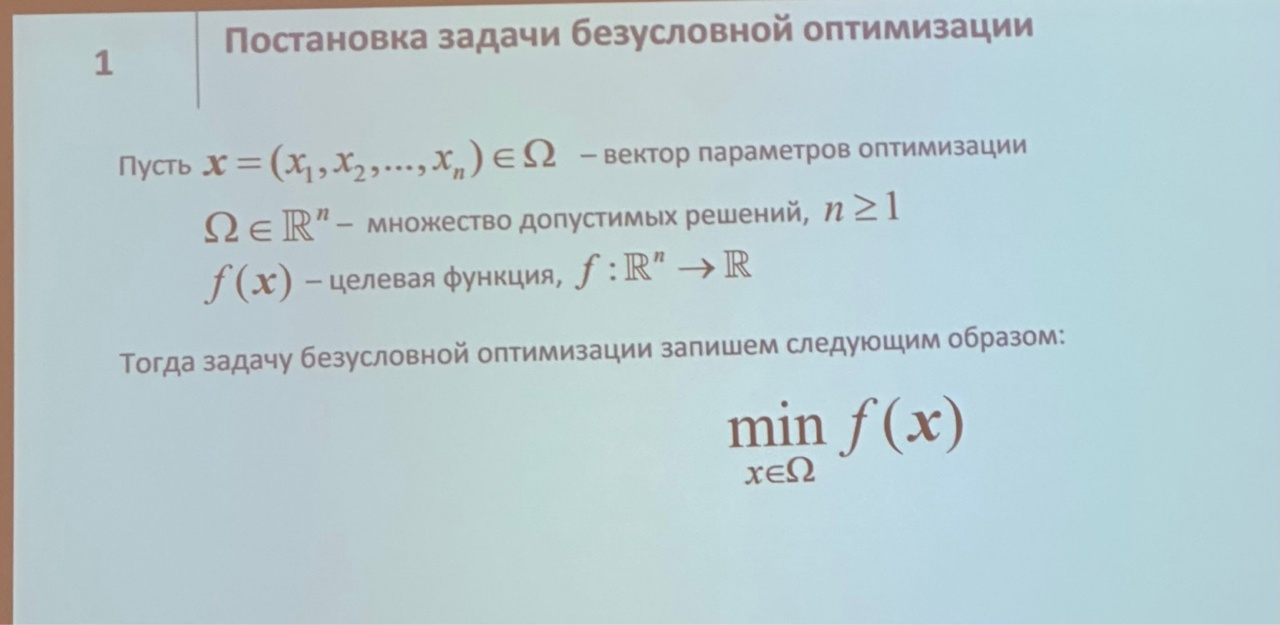 1
Постановка задачи безусловной оптимизации
Пусть x = (x₁, x₂, ..., xₙ) ∈ Ω – вектор параметров оптимизации
Ω ∈ ℝⁿ – множество допустимых решений, n ≥ 1
f(x) – целевая функция, f : ℝⁿ → ℝ
Тогда задачу безусловной оптимизации запишем следующим образом:
min f(x)
x∈Ω